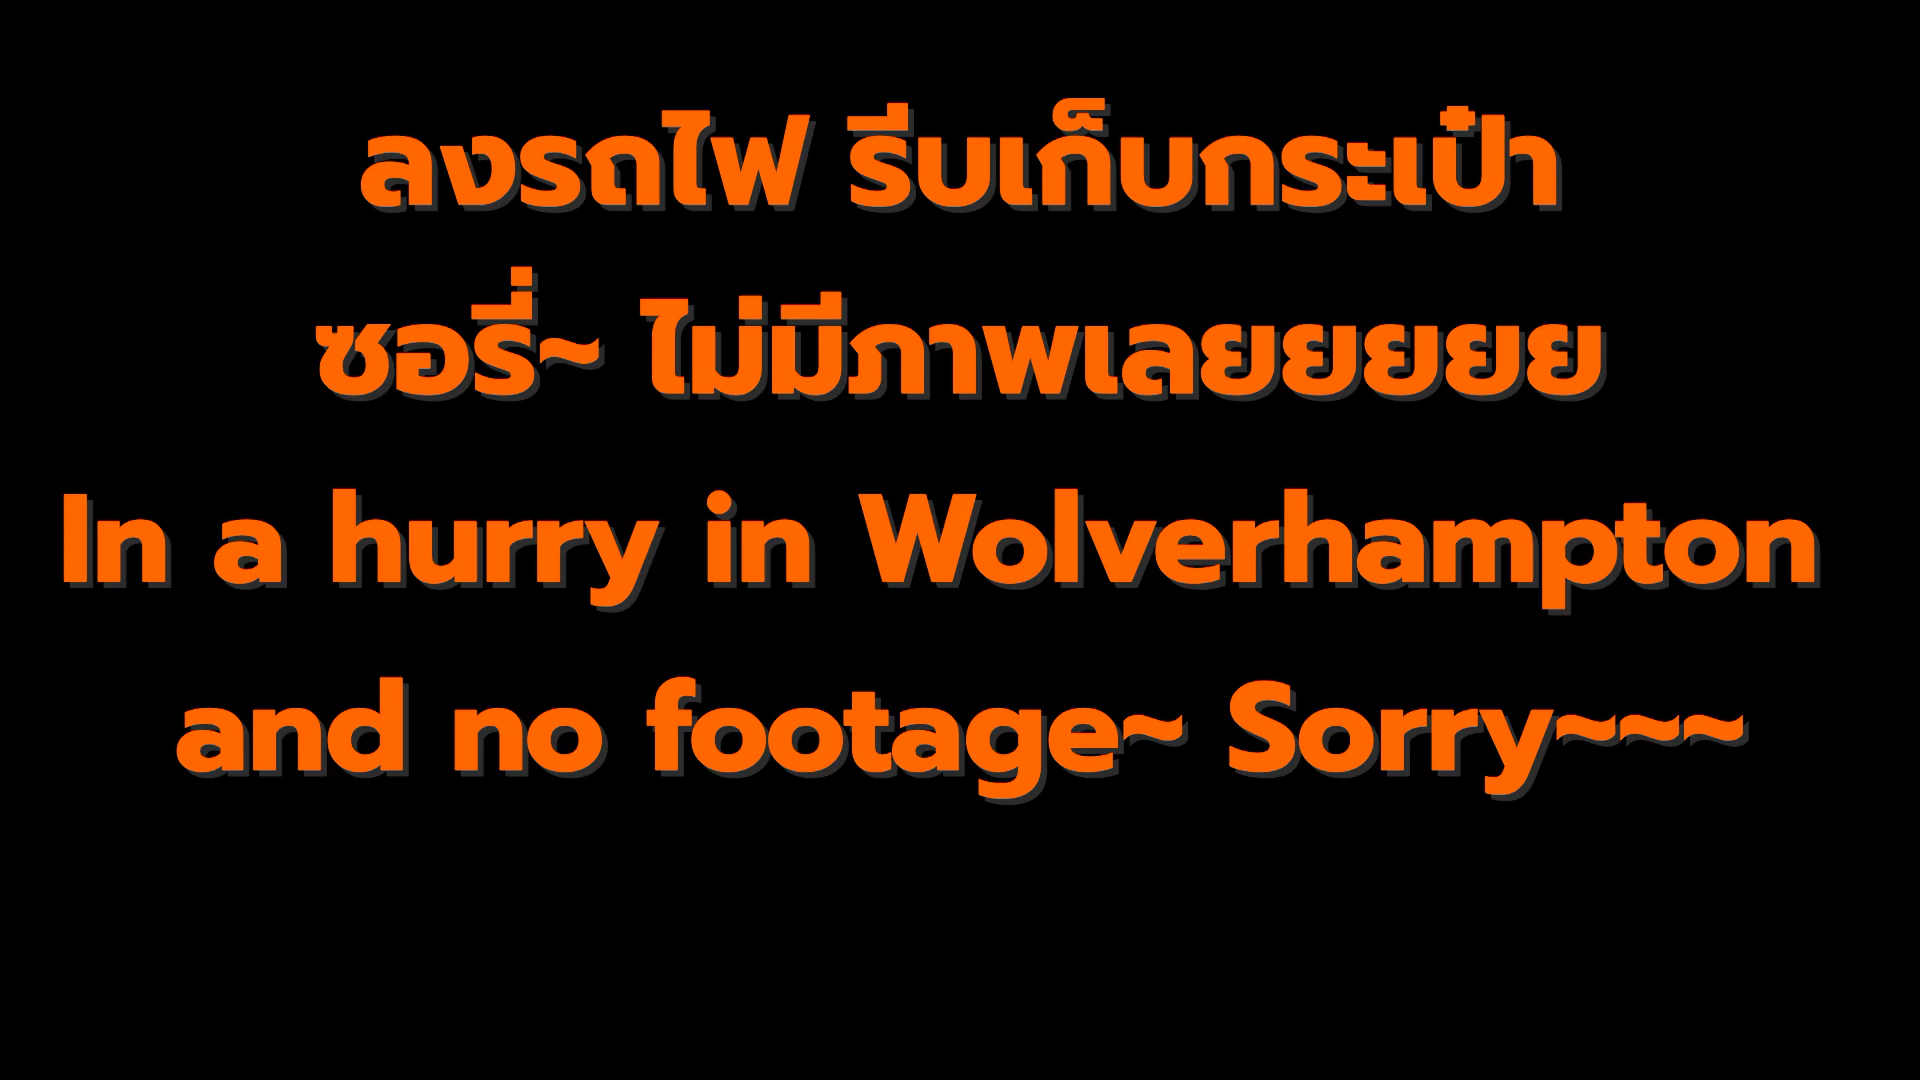 ลงรถไฟ รีบเก็บกระเป๋า
ซอรี่~ ไม่มีภาพเลยยยยย
In a hurry in Wolverhampton
and no footage~ Sorry~~~